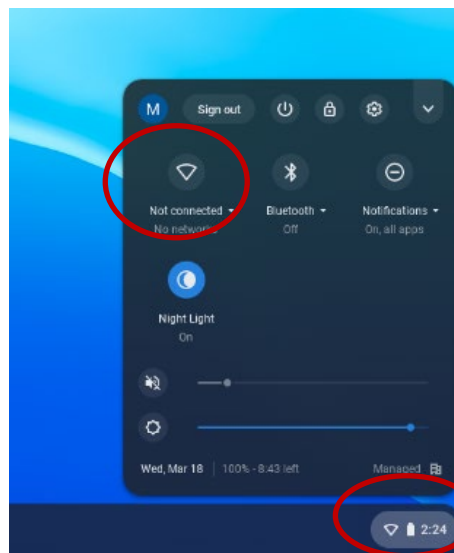 M Sign out
Not connected Bluetooth Notifications
No networks Off On, all apps
Night Light
On
Wed, Mar 18 | 100% - 8:43 left Managed
2:24